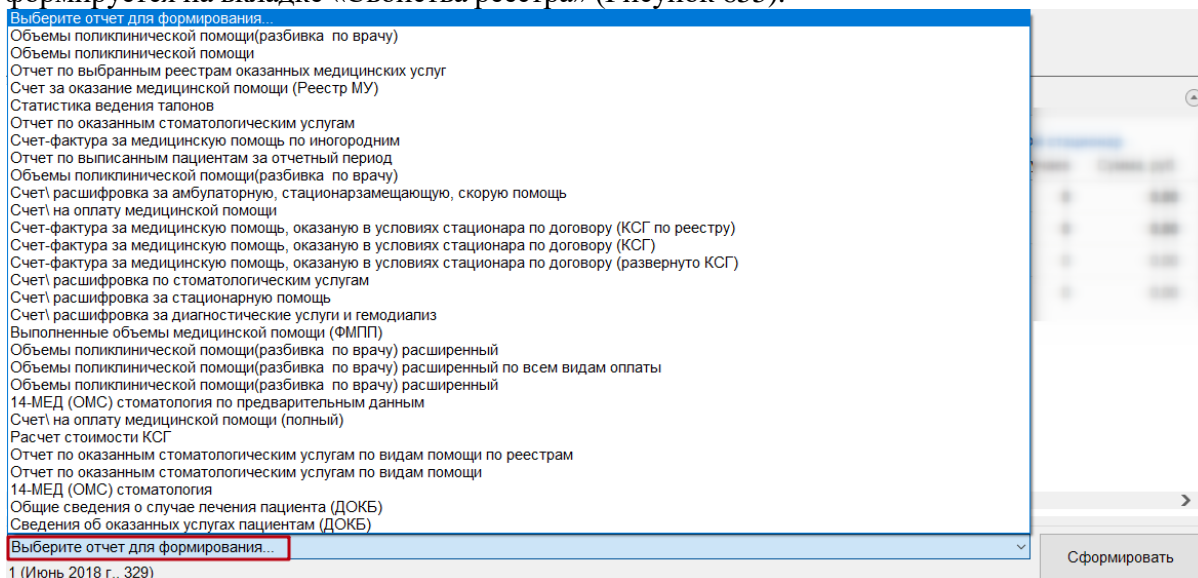 формируется на вкладке «Свойства реестра» (Рисунок 655).
Выберите отчет для формирования...
Объемы поликлинической помощи(разбивка по врачу)
Объемы поликлинической помощи
Отчет по выбранным реестрам оказанных медицинских услуг
Счет за оказание медицинской помощи (Реестр МУ)
Статистика ведения талонов
Отчет по оказанным стоматологическим услугам
Счет-фактура за медицинскую помощь по иногородним
Отчет по выписанным пациентам за отчетный период
Объемы поликлинической помощи(разбивка по врачу)
Счет\ расшифровка за амбулаторную, стационарзамещающую, скорую помощь
Счет\ на оплату медицинской помощи
Счет-фактура за медицинскую помощь, оказаную в условиях стационара по договору (КСГ по реестру)
Счет-фактура за медицинскую помощь, оказаную в условиях стационара по договору (КСГ)
Счет-фактура за медицинскую помощь, оказаную в условиях стационара по договору (развернуто КСГ)
Счет\ расшифровка по стоматологическим услугам
Счет\ расшифровка за стационарную помощь
Счет\ расшифровка за диагностические услуги и гемодиализ
Выполненные объемы медицинской помощи (ФМПП)
Объемы поликлинической помощи(разбивка по врачу) расширенный
Объемы поликлинической помощи(разбивка по врачу) расширенный по всем видам оплаты
Объемы поликлинической помощи(разбивка по врачу) расширенный
14-МЕД (ОМС) стоматология по предварительным данным
Счет\ на оплату медицинской помощи (полный)
Расчет стоимости КСГ
Отчет по оказанным стоматологическим услугам по видам помощи по реестрам
Отчет по оказанным стоматологическим услугам по видам помощи
14-МЕД (ОМС) стоматология
Общие сведения о случае лечения пациента (ДОКБ)
Сведения об оказанных услугах пациентам (ДОКБ)
Выберите отчет для формирования...
Сформировать
1 (Июнь 2018 г., 329)